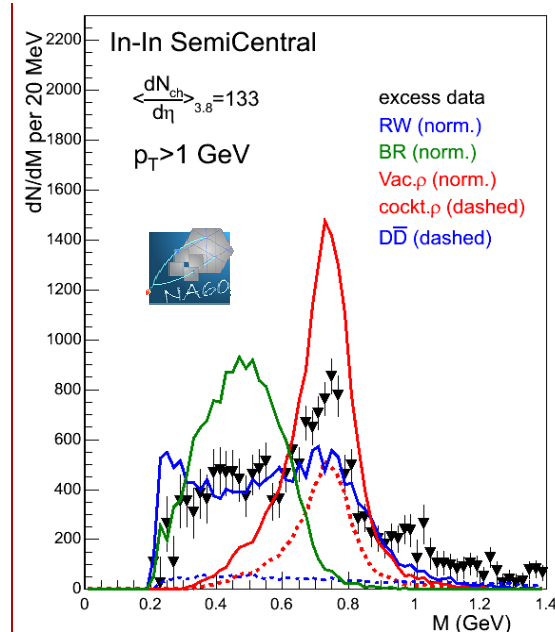 In-In SemiCentral
<dN_ch/dη>_3.8=133
p_T>1 GeV
excess data
RW (norm.)
BR (norm.)
Vac.ρ (norm.)
cockt.ρ (dashed)
DD̅ (dashed)
NA60
dN/dM per 20 MeV
2200
2000
1800
1600
1400
1200
1000
800
600
400
200
0
0 0.2 0.4 0.6 0.8 1 1.2 1.4
M (GeV)